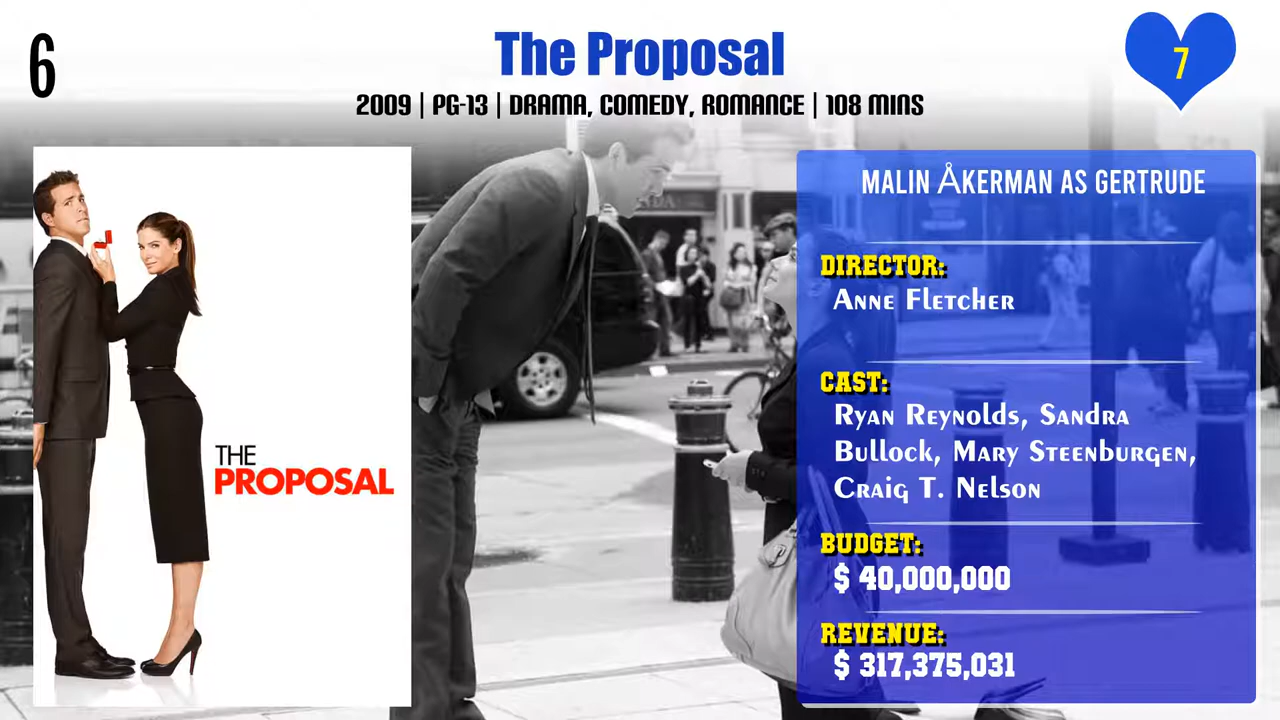 6
The Proposal
7
2009 | PG-13 | DRAMA, COMEDY, ROMANCE | 108 MINS
THE
PROPOSAL
MALIN ÅKERMAN AS GERTRUDE
DIRECTOR:
Anne Fletcher
CAST:
Ryan Reynolds, Sandra
Bullock, Mary Steenburgen,
Craig T. Nelson
BUDGET:
$ 40,000,000
REVENUE:
$ 317,375,031